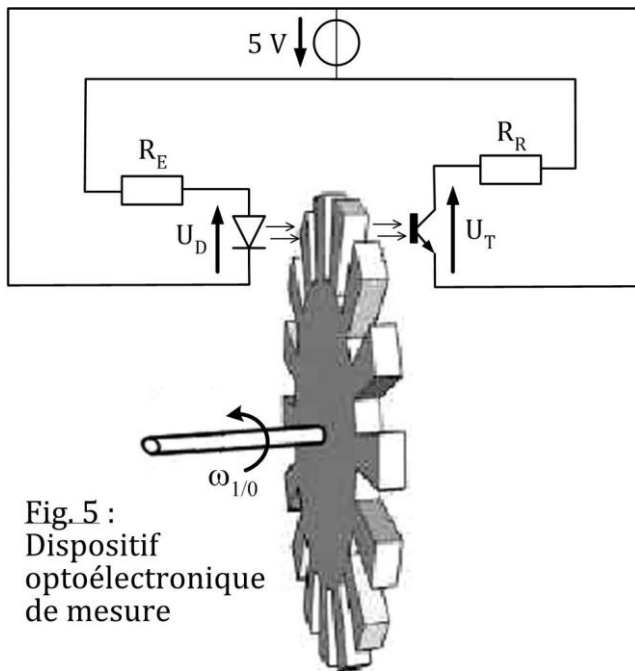 5 V
R_E
R_R
U_D
U_T
ω_1/0
Fig. 5 :
Dispositif
optoélectronique
de mesure